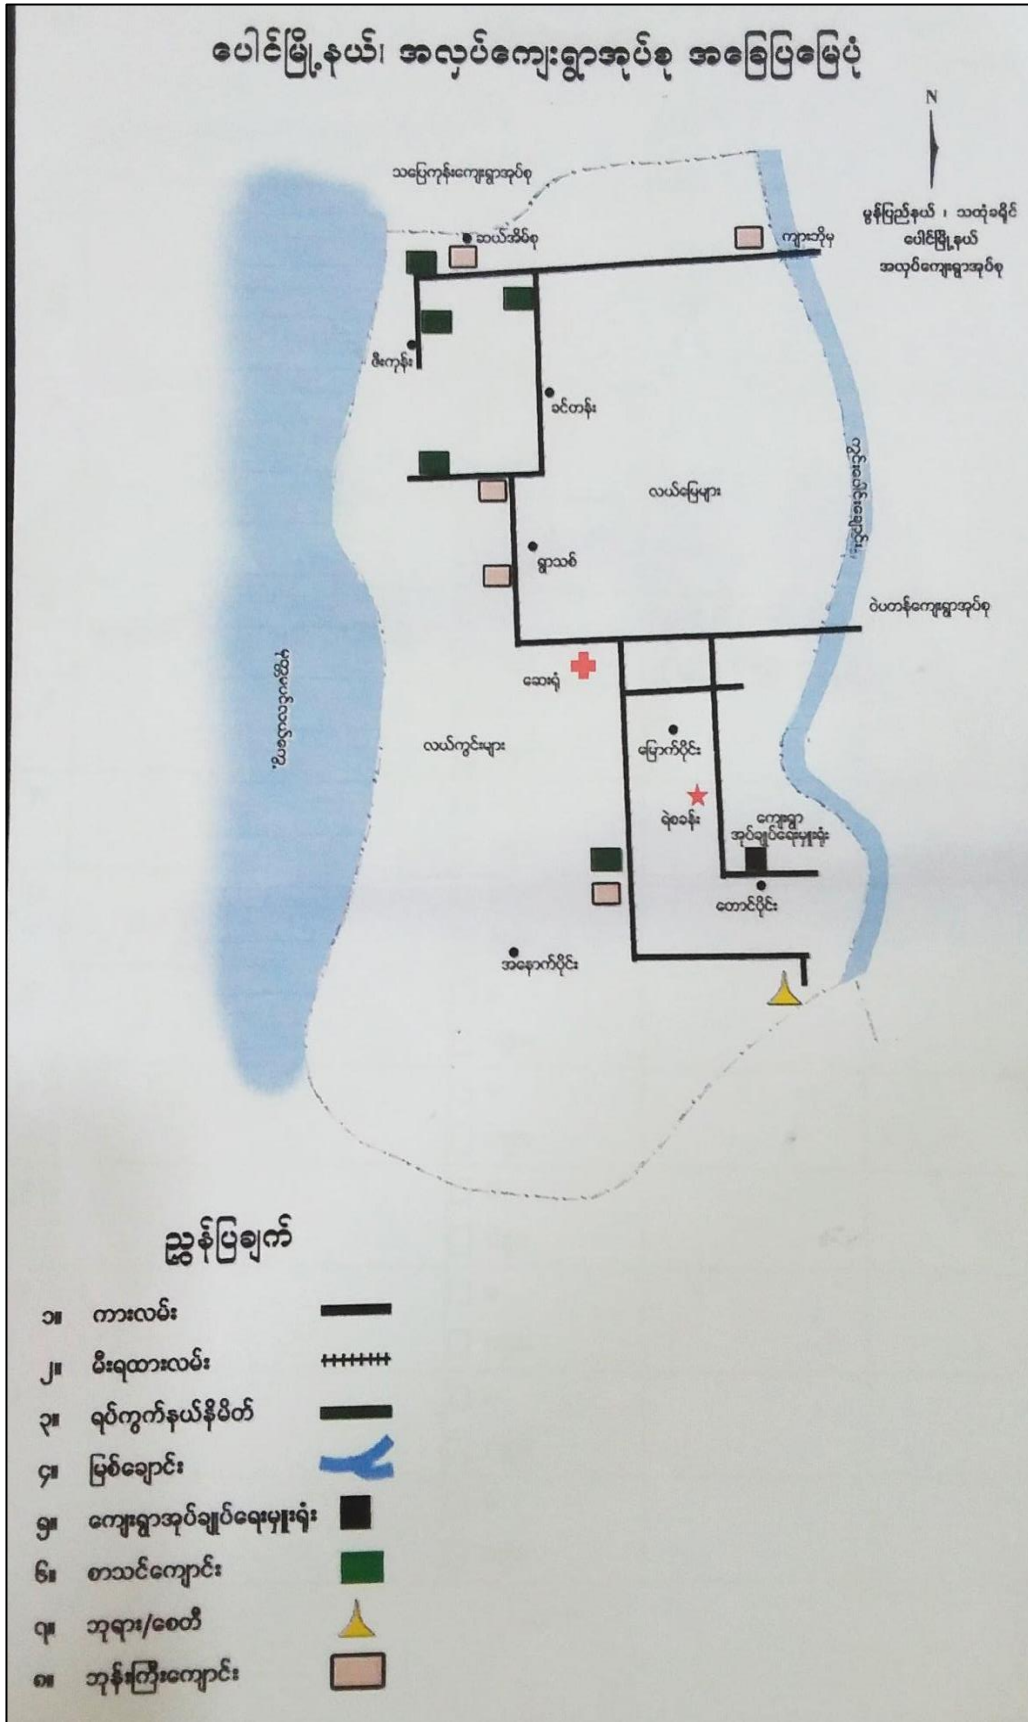 ပေါင်မြို့နယ်၊ အလှပ်ကျေးရွာအုပ်စု အခြေပြမြေပုံ
N
သပြေကုန်းကျေးရွာအုပ်စု
မွန်ပြည်နယ် ၊ သထုံခရိုင်
ပေါင်မြို့နယ်
အလှပ်ကျေးရွာအုပ်စု
ဆယ်အိမ်စု
ကျားဘိုမှ
ဇီးကုန်း
ခင်တန်း
လယ်မြေများ
ရွာသစ်
ဝဲပတန်ကျေးရွာအုပ်စု
ဆေးရုံ
လယ်ကွင်းများ
မြောက်ပိုင်း
ရဲစခန်း
ကျေးရွာ
အုပ်ချုပ်ရေးမှူးရုံး
တောင်ပိုင်း
အနောက်ပိုင်း
ညွှန်ပြချက်
၁။ ကားလမ်း
၂။ မီးရထားလမ်း
၃။ ရပ်ကွက်နယ်နိမိတ်
၄။ မြစ်ချောင်း
၅။ ကျေးရွာအုပ်ချုပ်ရေးမှူးရုံး
၆။ စာသင်ကျောင်း
၇။ ဘုရား/စေတီ
၈။ ဘုန်းကြီးကျောင်း